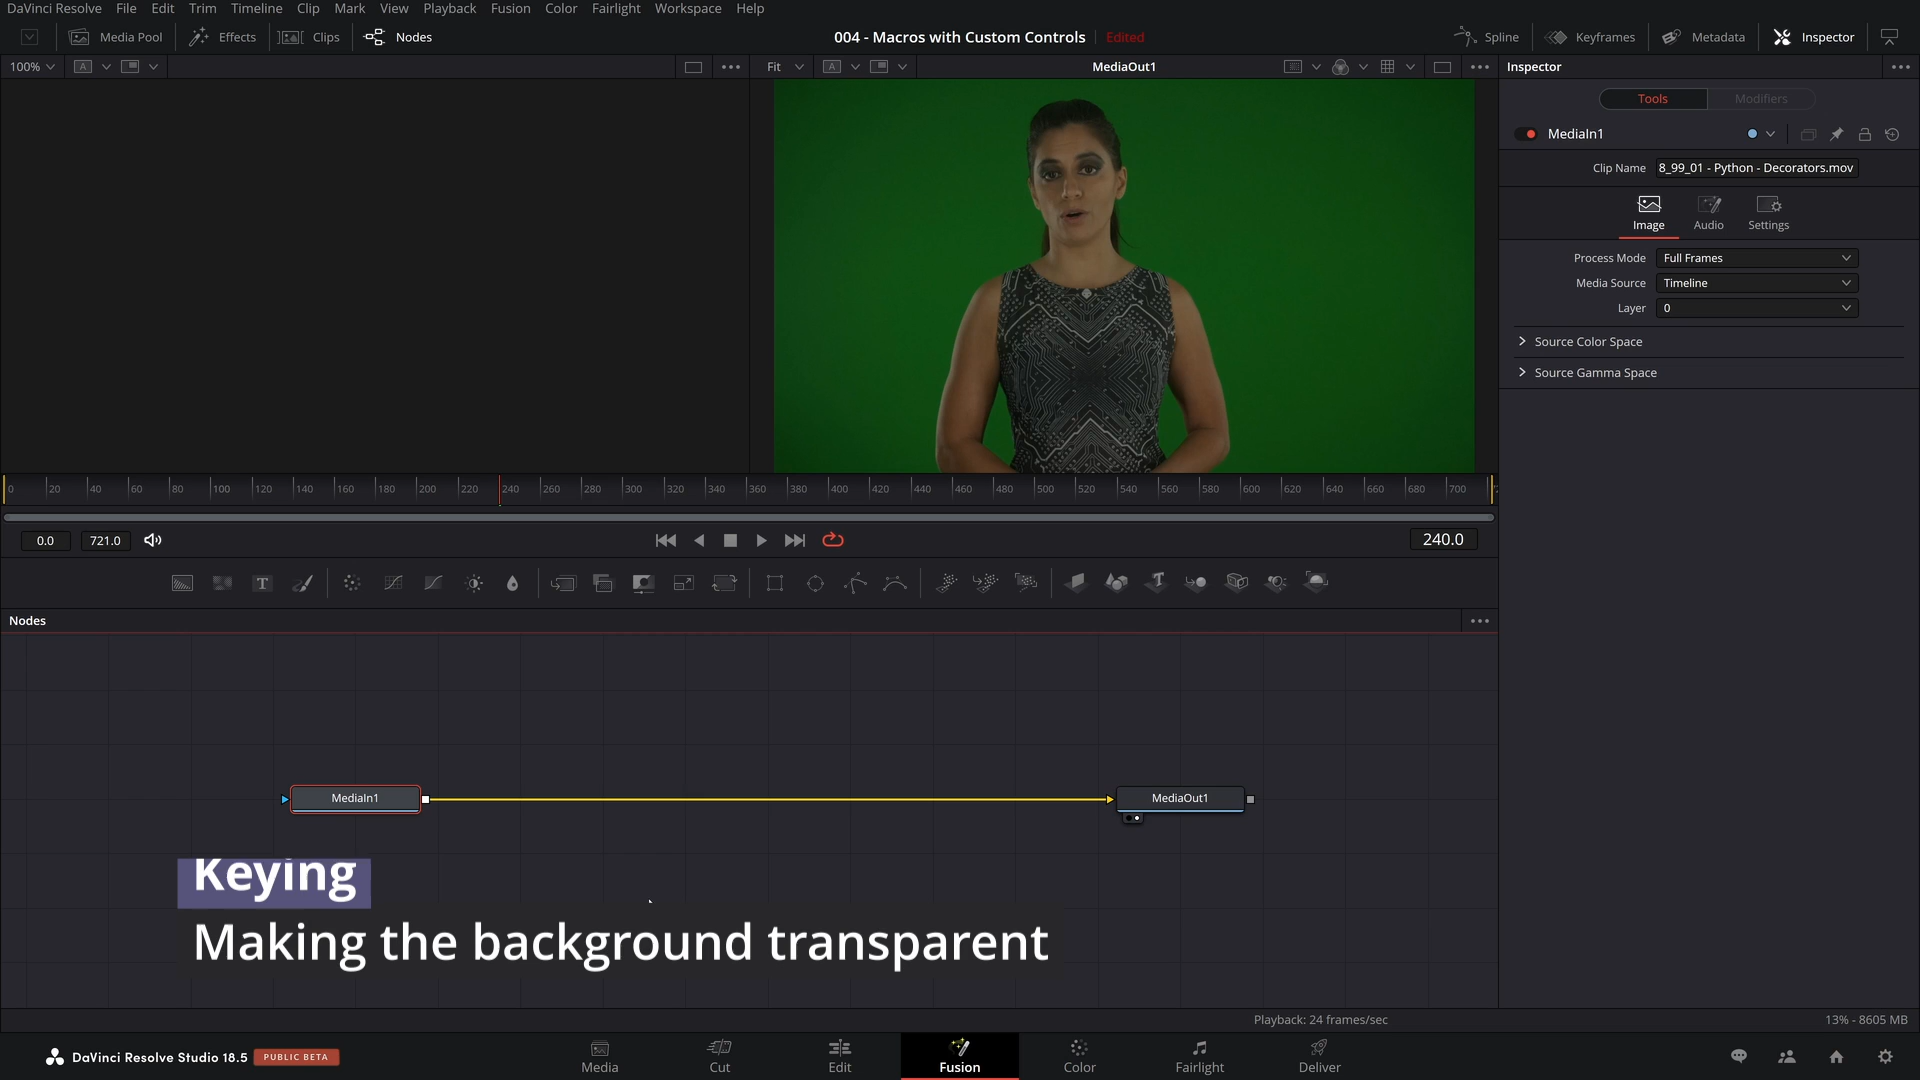 DaVinci Resolve File Edit Trim Timeline Clip Mark View Playback Fusion Color Fairlight Workspace Help
Media Pool Effects Clips Nodes 004 - Macros with Custom Controls Edited Spline Keyframes Metadata Inspector
100% A Fit A MediaOut1 Inspector
Tools Modifiers
MediaIn1
Clip Name 8_99_01 - Python - Decorators.mov
Image Audio Settings
Process Mode Full Frames
Media Source Timeline
Layer 0
Source Color Space
Source Gamma Space
0 20 40 60 80 100 120 140 160 180 200 220 240 260 280 300 320 340 360 380 400 420 440 460 480 500 520 540 560 580 600 620 640 660 680 700
0.0 721.0 240.0
T T
Nodes
MediaIn1 MediaOut1
Keying
Making the background transparent
Playback: 24 frames/sec 13% - 8605 MB
DaVinci Resolve Studio 18.5 PUBLIC BETA Media Cut Edit Fusion Color Fairlight Deliver